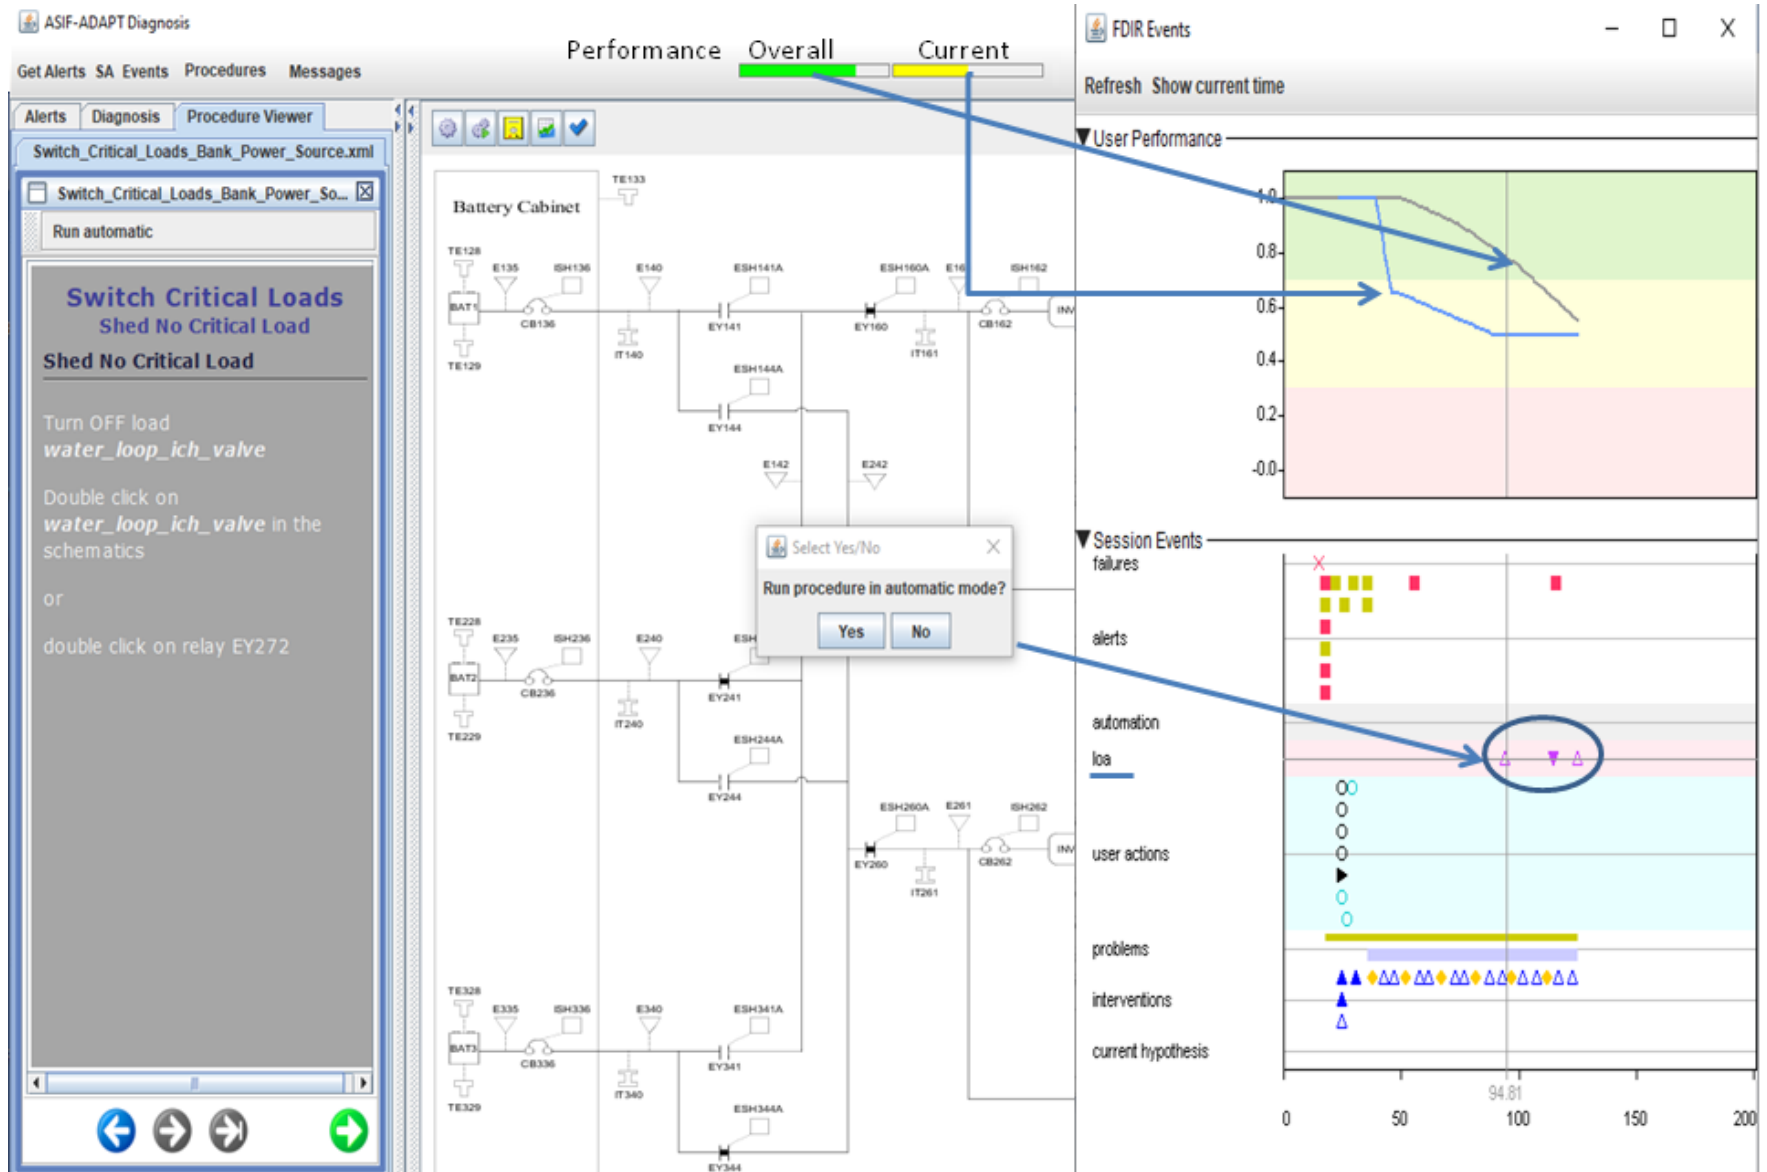 ASIF-ADAPT Diagnosis
Get Alerts SA Events Procedures Messages
Performance Overall Current
Alerts Diagnosis Procedure Viewer
Switch_Critical_Loads_Bank_Power_Source.xml
Switch_Critical_Loads_Bank_Power_So...
Run automatic
Switch Critical Loads
Shed No Critical Load
Shed No Critical Load
Turn OFF load
water_loop_ich_valve
Double click on
water_loop_ich_valve in the
schematics
or
double click on relay EY272
TE133
Battery Cabinet
TE128
E135 ISH136 E140 ESH141A ESH160A E16 ISH162
BAT1
CB136 EY141 EY160 CB162 INV
IT140 IT161
TE129
ESH144A
EY144
E142 E242
Select Yes/No
Run procedure in automatic mode?
Yes No
TE228
E235 ISH236 E240 ESH
BAT2
CB236 EY241
IT240
TE229
ESH244A
EY244
ESH260A E261 ISH262
EY260 CB262 INV
IT261
TE328
E335 ISH336 E340 ESH341A
BAT3
CB336 EY341
IT340
TE329
ESH344A
EY344
FDIR Events
Refresh Show current time
User Performance
1.0
0.8
0.6
0.4
0.2
-0.0
Session Events
failures
alerts
automation
loa
user actions
problems
interventions
current hypothesis
94.81
0 50 100 150 200